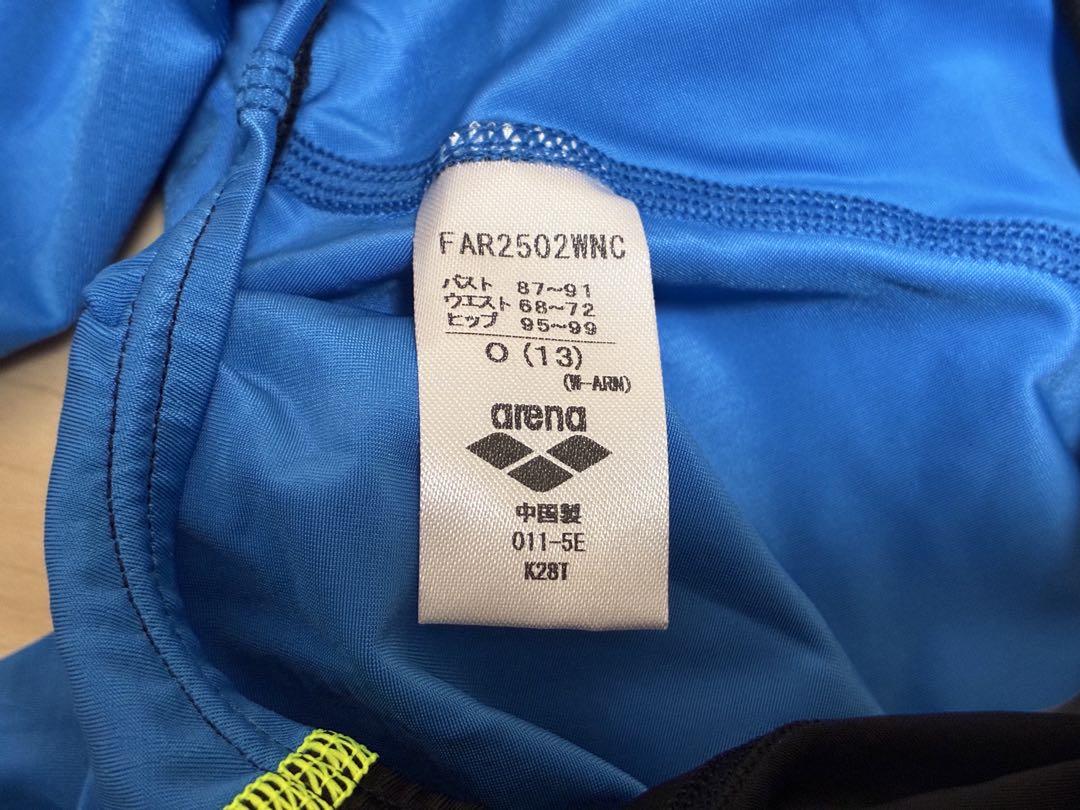 FAR2502WNC
バスト 87~91
ウエスト 68~72
ヒップ 95~99
O (13)
(W-ARN)
arena
中国製
011-5E
K28T